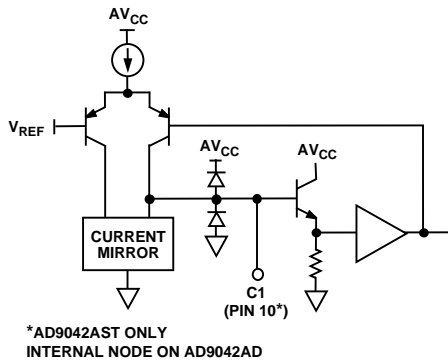 AVCC
VREF
AVCC
AVCC
CURRENT
MIRROR
C1
(PIN 10*)
*AD9042AST ONLY
INTERNAL NODE ON AD9042AD